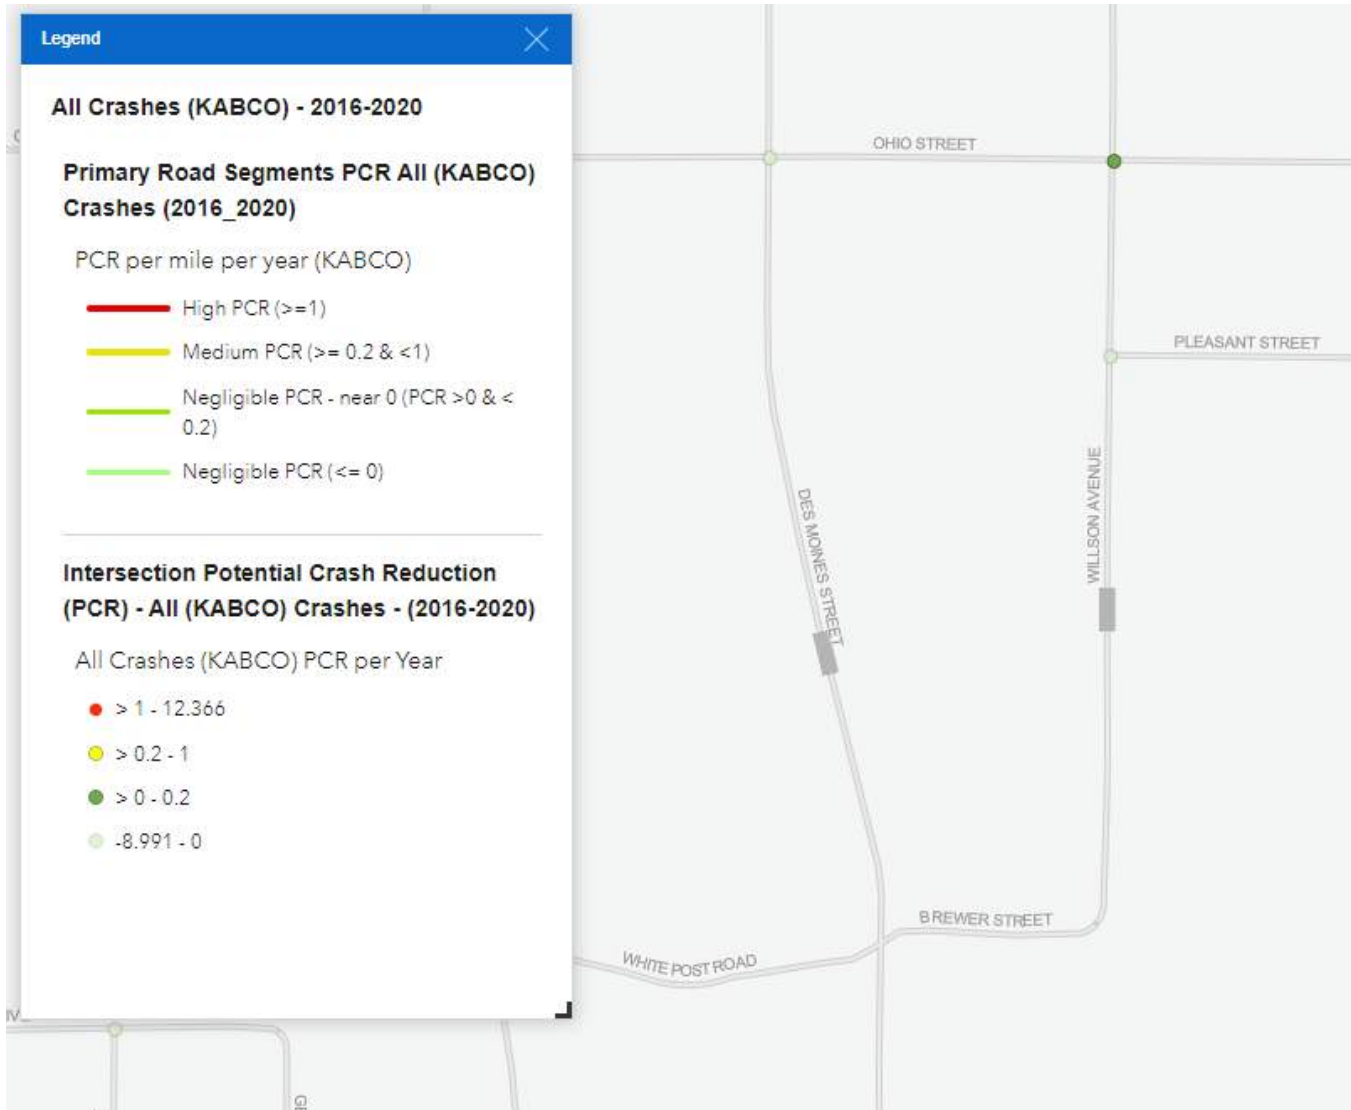 Legend
All Crashes (KABCO) - 2016-2020
Primary Road Segments PCR All (KABCO)
Crashes (2016_2020)
PCR per mile per year (KABCO)
High PCR (>=1)
Medium PCR (>= 0.2 & <1)
Negligible PCR - near 0 (PCR >0 & <
0.2)
Negligible PCR (<= 0)
Intersection Potential Crash Reduction
(PCR) - All (KABCO) Crashes - (2016-2020)
All Crashes (KABCO) PCR per Year
> 1 - 12.366
> 0.2 - 1
> 0 - 0.2
-8.991 - 0
OHIO STREET
PLEASANT STREET
WILLSON AVENUE
DES MOINES STREET
BREWER STREET
WHITE POST ROAD